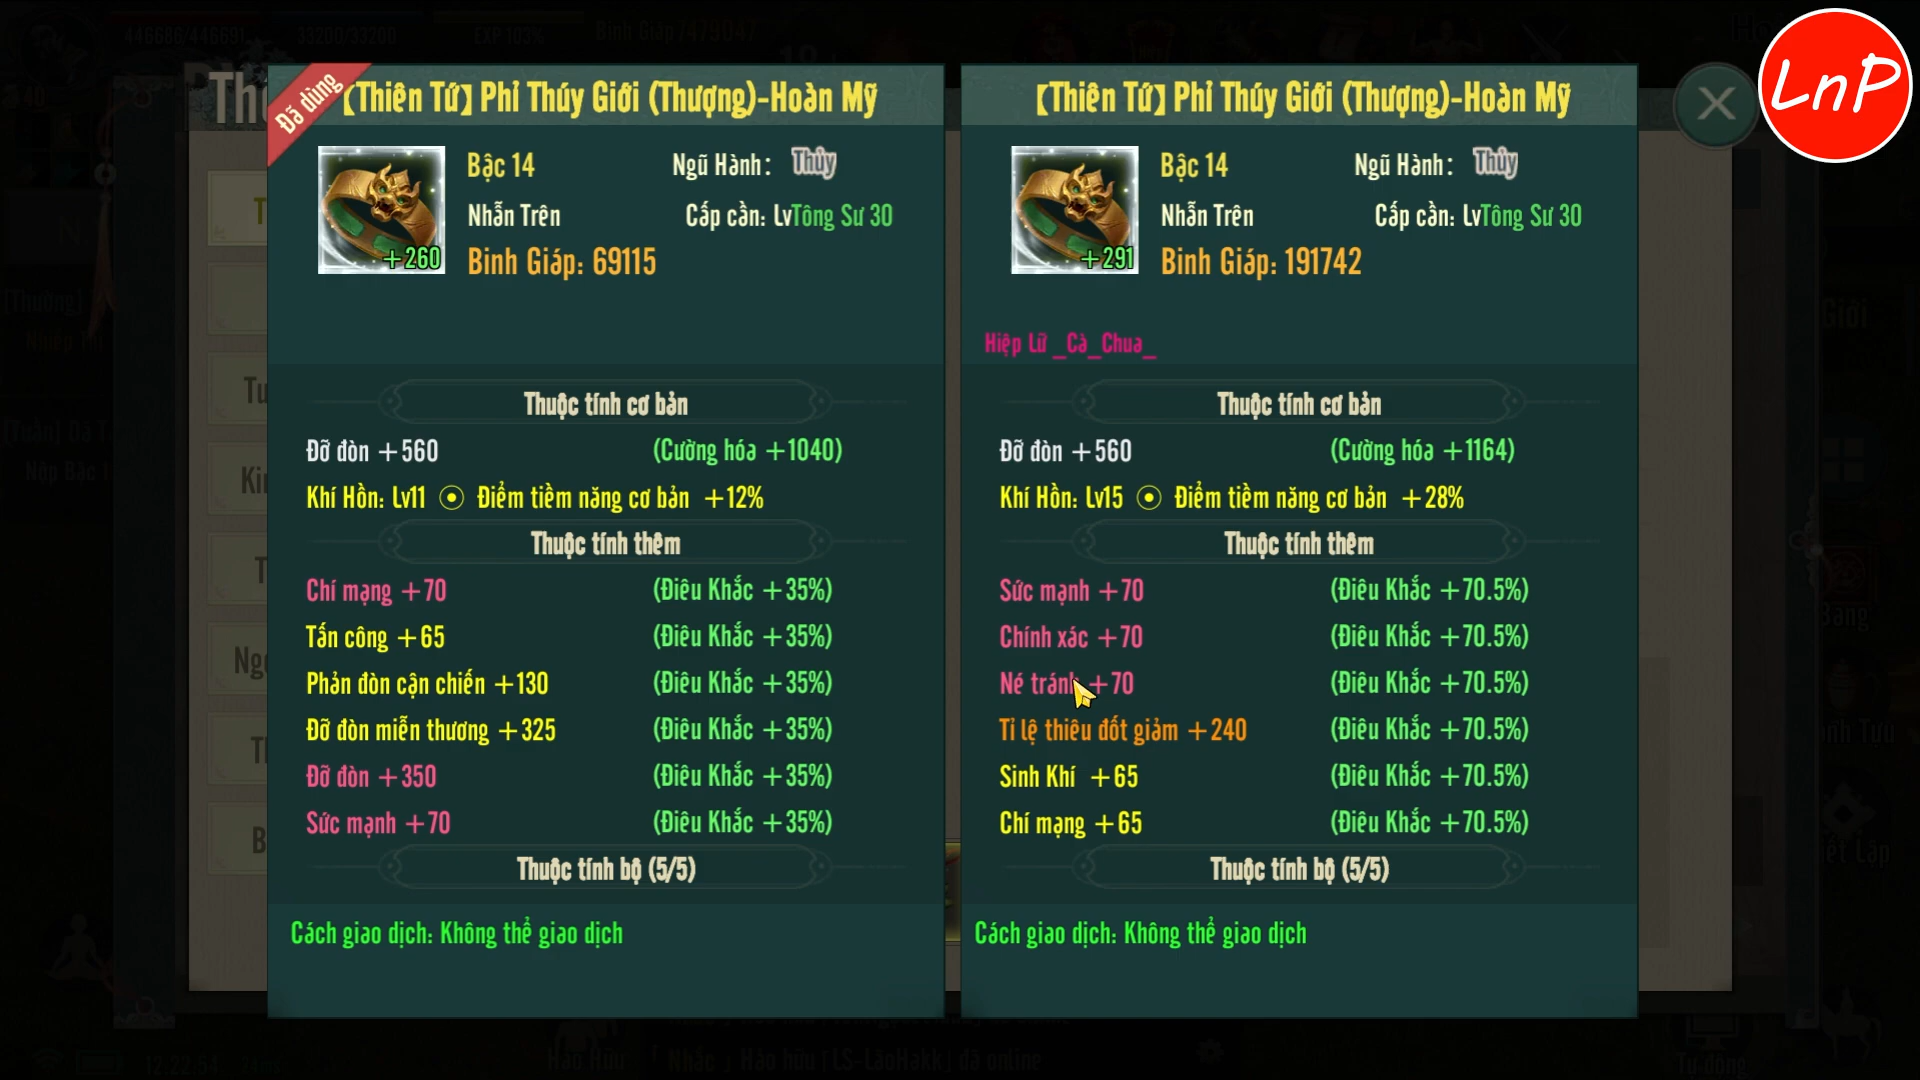 LnP
Đã dùng
【Thiên Tứ】Phỉ Thúy Giới (Thượng)-Hoàn Mỹ
Bậc 14
Ngũ Hành: Thủy
Nhẫn Trên
Cấp cần: LvTông Sư 30
+260
Binh Giáp: 69115
Thuộc tính cơ bản
Đỡ đòn +560 (Cường hóa +1040)
Khí Hồn: Lv11 Điểm tiềm năng cơ bản +12%
Thuộc tính thêm
Chí mạng +70 (Điêu Khắc +35%)
Tấn công +65 (Điêu Khắc +35%)
Phản đòn cận chiến +130 (Điêu Khắc +35%)
Đỡ đòn miễn thương +325 (Điêu Khắc +35%)
Đỡ đòn +350 (Điêu Khắc +35%)
Sức mạnh +70 (Điêu Khắc +35%)
Thuộc tính bộ (5/5)
Cách giao dịch: Không thể giao dịch
【Thiên Tứ】Phỉ Thúy Giới (Thượng)-Hoàn Mỹ
Bậc 14
Ngũ Hành: Thủy
Nhẫn Trên
Cấp cần: LvTông Sư 30
+291
Binh Giáp: 191742
Hiệp Lữ _Cà_Chua_
Thuộc tính cơ bản
Đỡ đòn +560 (Cường hóa +1164)
Khí Hồn: Lv15 Điểm tiềm năng cơ bản +28%
Thuộc tính thêm
Sức mạnh +70 (Điêu Khắc +70.5%)
Chính xác +70 (Điêu Khắc +70.5%)
Né tránh +70 (Điêu Khắc +70.5%)
Tỉ lệ thiêu đốt giảm +240 (Điêu Khắc +70.5%)
Sinh Khí +65 (Điêu Khắc +70.5%)
Chí mạng +65 (Điêu Khắc +70.5%)
Thuộc tính bộ (5/5)
Cách giao dịch: Không thể giao dịch